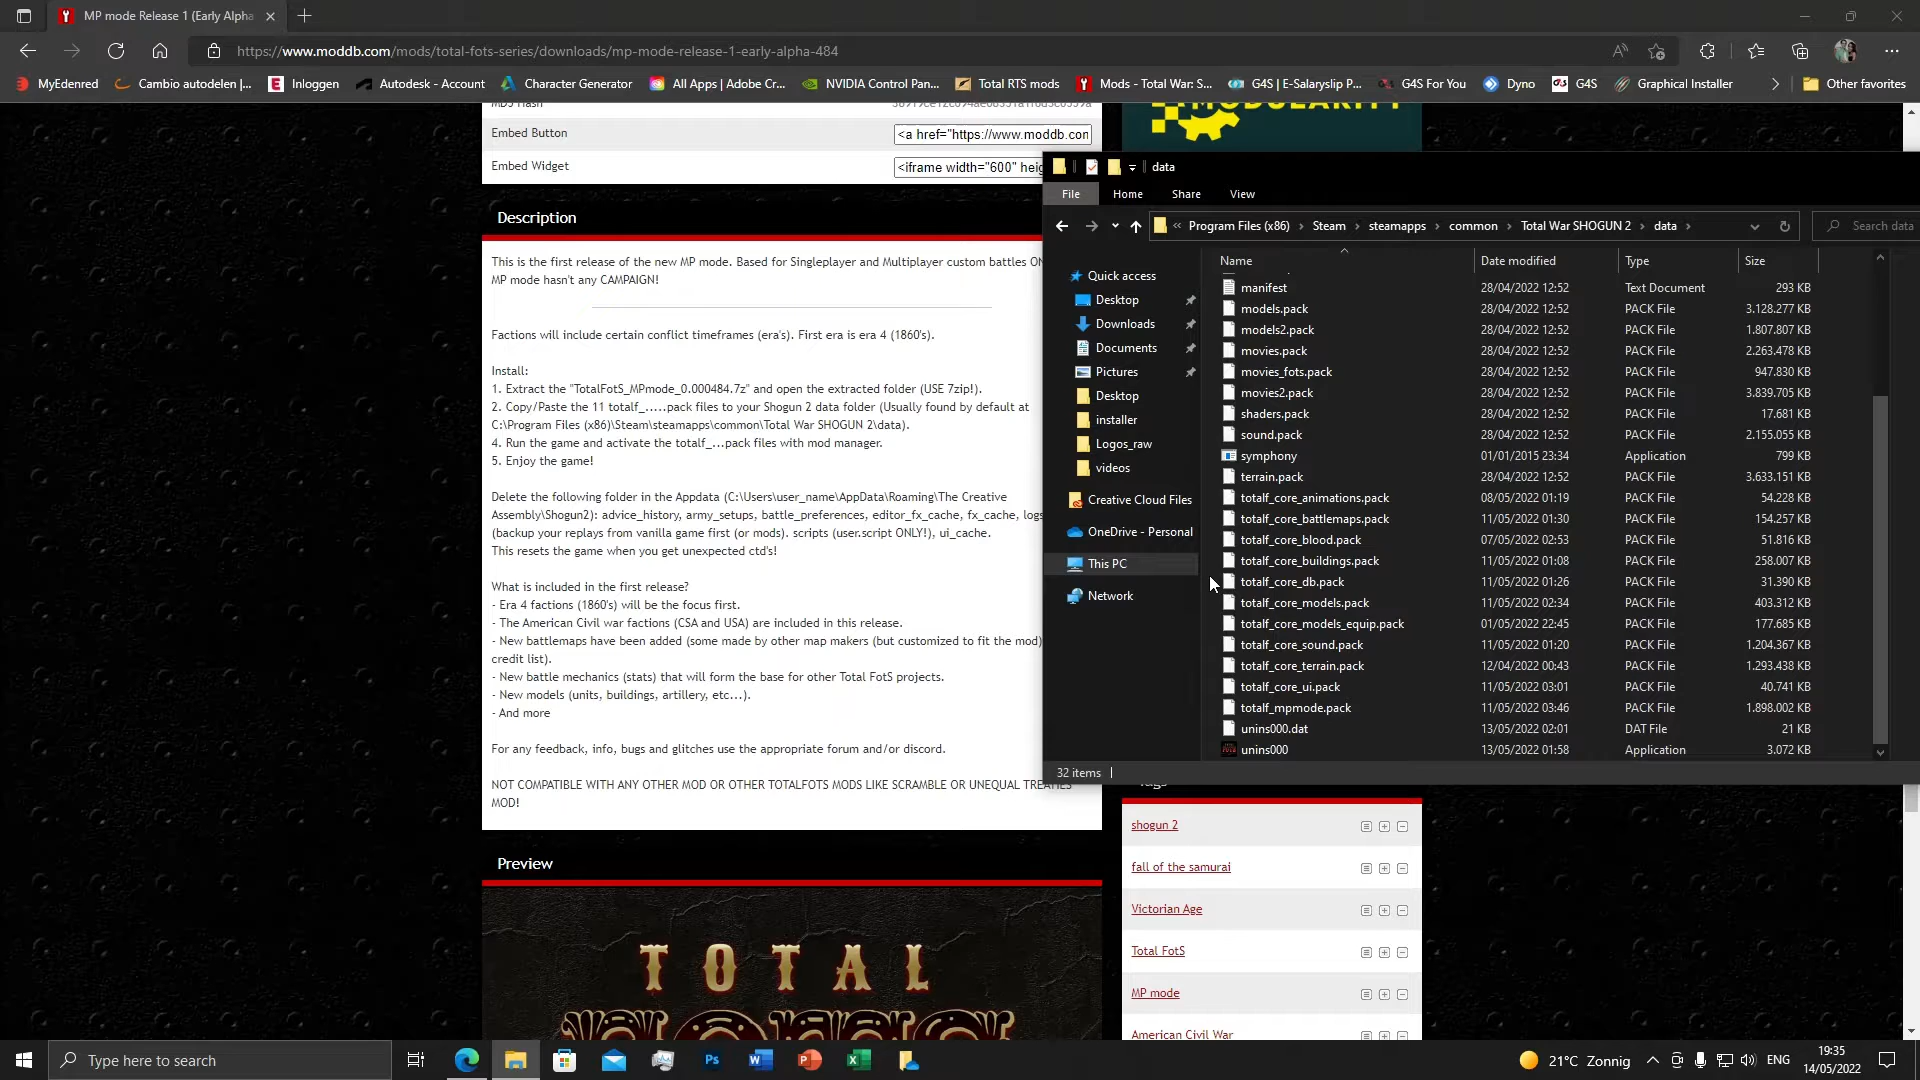 MP mode Release 1 (Early Alpha
https://www.moddb.com/mods/total-fots-series/downloads/mp-mode-release-1-early-alpha-484
MyEdenred
Cambio autodelen |...
Inloggen
Autodesk - Account
Character Generator
All Apps | Adobe Cr...
NVIDIA Control Pan...
Total RTS mods
Mods - Total War: S...
G4S | E-Salaryslip P...
G4S For You
Dyno
G4S
Graphical Installer
Other favorites
MD5 Hash
Embed Button
<a href="https://www.moddb.con
Embed Widget
<iframe width="600" heig
MODULARITY
Description
This is the first release of the new MP mode. Based for Singleplayer and Multiplayer custom battles ON
MP mode hasn't any CAMPAIGN!
Factions will include certain conflict timeframes (era's). First era is era 4 (1860's).
Install:
1. Extract the "TotalFotS_MPmode_0.000484.7z" and open the extracted folder (USE 7zip!).
2. Copy/Paste the 11 totalf_.....pack files to your Shogun 2 data folder (Usually found by default at
C:\Program Files (x86)\Steam\steamapps\common\Total War SHOGUN 2\data).
4. Run the game and activate the totalf_...pack files with mod manager.
5. Enjoy the game!
Delete the following folder in the Appdata (C:\Users\user_name\AppData\Roaming\The Creative
Assembly\Shogun2): advice_history, army_setups, battle_preferences, editor_fx_cache, fx_cache, logs
(backup your replays from vanilla game first (or mods). scripts (user.script ONLY!), ui_cache.
This resets the game when you get unexpected ctd's!
What is included in the first release?
- Era 4 factions (1860's) will be the focus first.
- The American Civil war factions (CSA and USA) are included in this release.
- New battlemaps have been added (some made by other map makers (but customized to fit the mod)
credit list).
- New battle mechanics (stats) that will form the base for other Total FotS projects.
- New models (units, buildings, artillery, etc...).
- And more
For any feedback, info, bugs and glitches use the appropriate forum and/or discord.
NOT COMPATIBLE WITH ANY OTHER MOD OR OTHER TOTALFOTS MODS LIKE SCRAMBLE OR UNEQUAL TREATIES
MOD!
Preview
TOTAL
data
File Home Share View
« Program Files (x86) › Steam › steamapps › common › Total War SHOGUN 2 › data ›
Search data
Quick access
Desktop
Downloads
Documents
Pictures
Desktop
installer
Logos_raw
videos
Creative Cloud Files
OneDrive - Personal
This PC
Network
Name Date modified Type Size
manifest 28/04/2022 12:52 Text Document 293 KB
models.pack 28/04/2022 12:52 PACK File 3.128.277 KB
models2.pack 28/04/2022 12:52 PACK File 1.807.807 KB
movies.pack 28/04/2022 12:52 PACK File 2.263.478 KB
movies_fots.pack 28/04/2022 12:52 PACK File 947.830 KB
movies2.pack 28/04/2022 12:52 PACK File 3.839.705 KB
shaders.pack 28/04/2022 12:52 PACK File 17.681 KB
sound.pack 28/04/2022 12:52 PACK File 2.155.055 KB
symphony 01/01/2015 23:34 Application 799 KB
terrain.pack 28/04/2022 12:52 PACK File 3.633.151 KB
totalf_core_animations.pack 08/05/2022 01:19 PACK File 54.228 KB
totalf_core_battlemaps.pack 11/05/2022 01:30 PACK File 154.257 KB
totalf_core_blood.pack 07/05/2022 02:53 PACK File 51.816 KB
totalf_core_buildings.pack 11/05/2022 01:08 PACK File 258.007 KB
totalf_core_db.pack 11/05/2022 01:26 PACK File 31.390 KB
totalf_core_models.pack 11/05/2022 02:34 PACK File 403.312 KB
totalf_core_models_equip.pack 01/05/2022 22:45 PACK File 177.685 KB
totalf_core_sound.pack 11/05/2022 01:20 PACK File 1.204.367 KB
totalf_core_terrain.pack 12/04/2022 00:43 PACK File 1.293.438 KB
totalf_core_ui.pack 11/05/2022 03:01 PACK File 40.741 KB
totalf_mpmode.pack 11/05/2022 03:46 PACK File 1.898.002 KB
unins000.dat 13/05/2022 02:01 DAT File 21 KB
unins000 13/05/2022 01:58 Application 3.072 KB
32 items
Tags
shogun 2
fall of the samurai
Victorian Age
Total FotS
MP mode
American Civil War
Type here to search
21°C Zonnig
ENG
19:35
14/05/2022